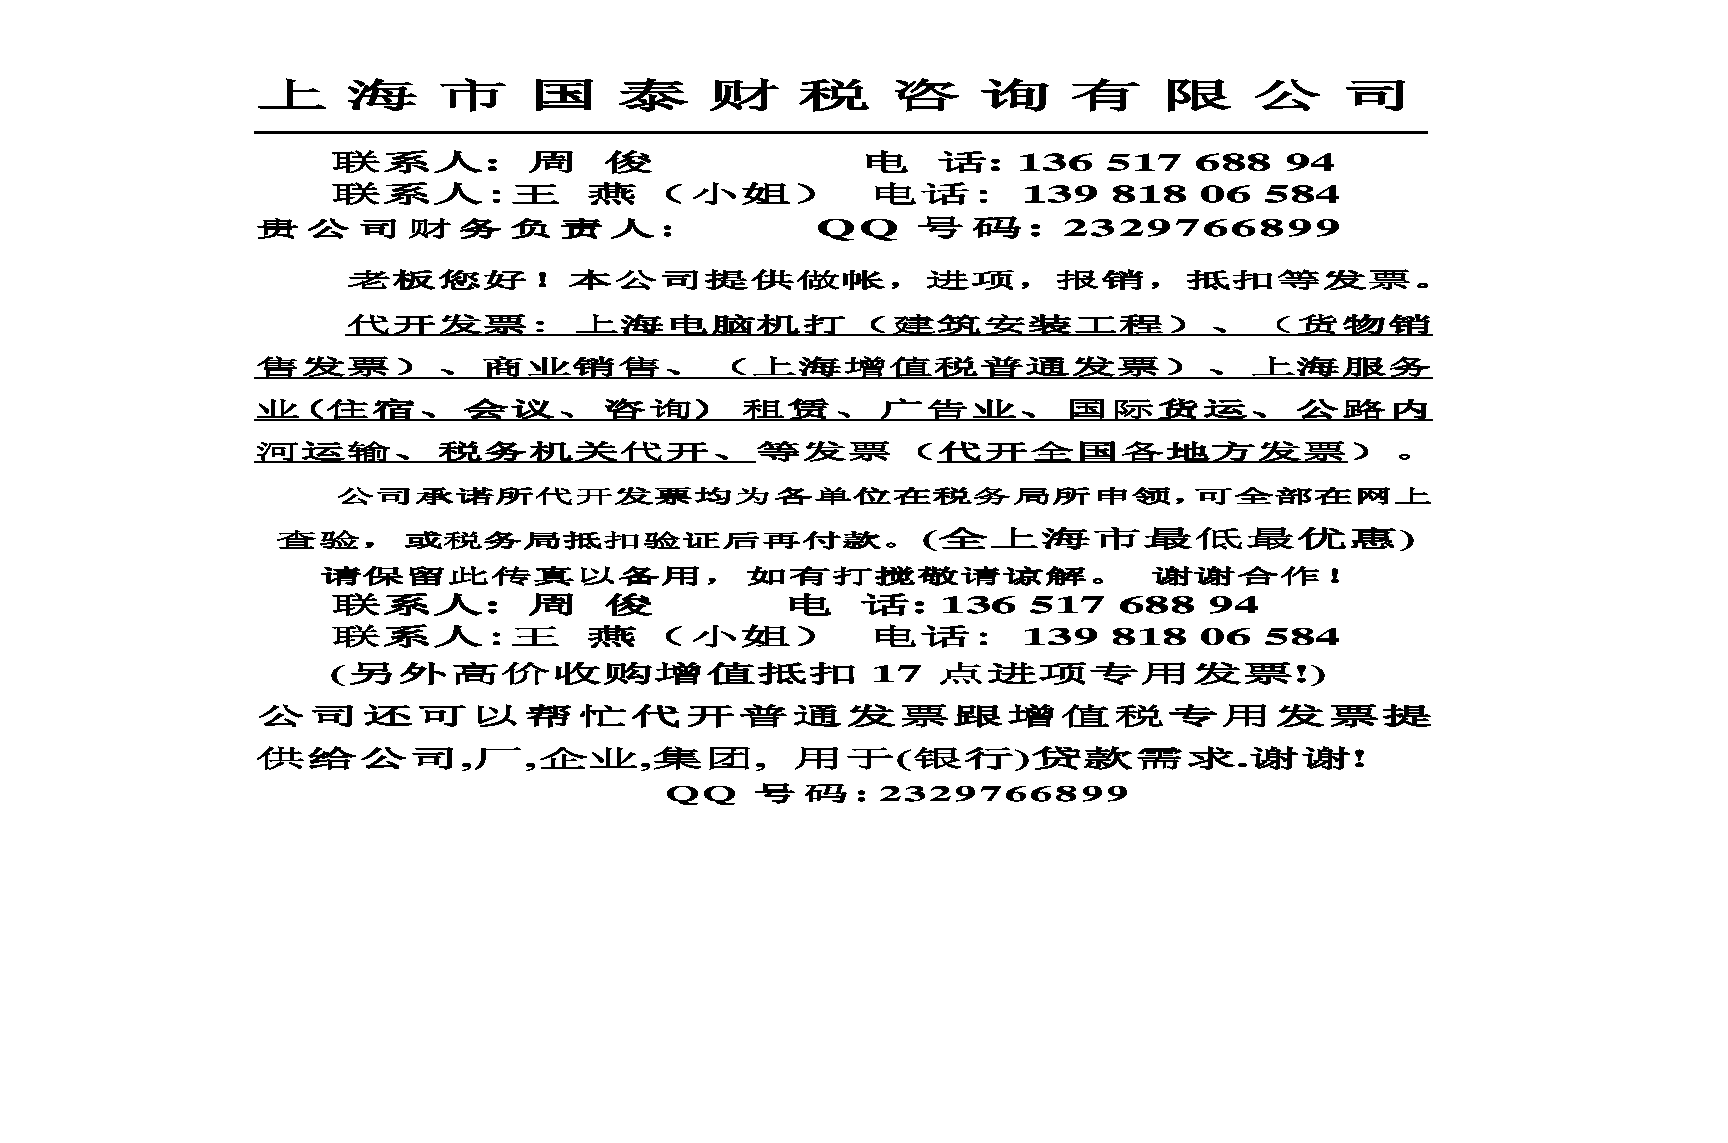 上海市国泰财税咨询有限公司
联系人: 周 俊 电 话: 136 517 688 94
联系人:王 燕（小姐） 电话: 139 818 06 584
贵公司财务负责人: QQ 号码: 2329766899
老板您好!本公司提供做帐，进项，报销，抵扣等发票。
代开发票: 上海电脑机打（建筑安装工程）、（货物销
售发票）、商业销售、（上海增值税普通发票）、上海服务
业(住宿、会议、咨询) 租赁、广告业、国际货运、公路内
河运输、税务机关代开、等发票（代开全国各地方发票）。
公司承诺所代开发票均为各单位在税务局所申领,可全部在网上
查验，或税务局抵扣验证后再付款。(全上海市最低最优惠)
请保留此传真以备用，如有打搅敬请谅解。 谢谢合作!
联系人: 周 俊 电 话: 136 517 688 94
联系人:王 燕（小姐） 电话: 139 818 06 584
(另外高价收购增值抵扣 17 点进项专用发票!)
公司还可以帮忙代开普通发票跟增值税专用发票提
供给公司,厂,企业,集团，用于(银行)贷款需求.谢谢!
QQ 号码:2329766899